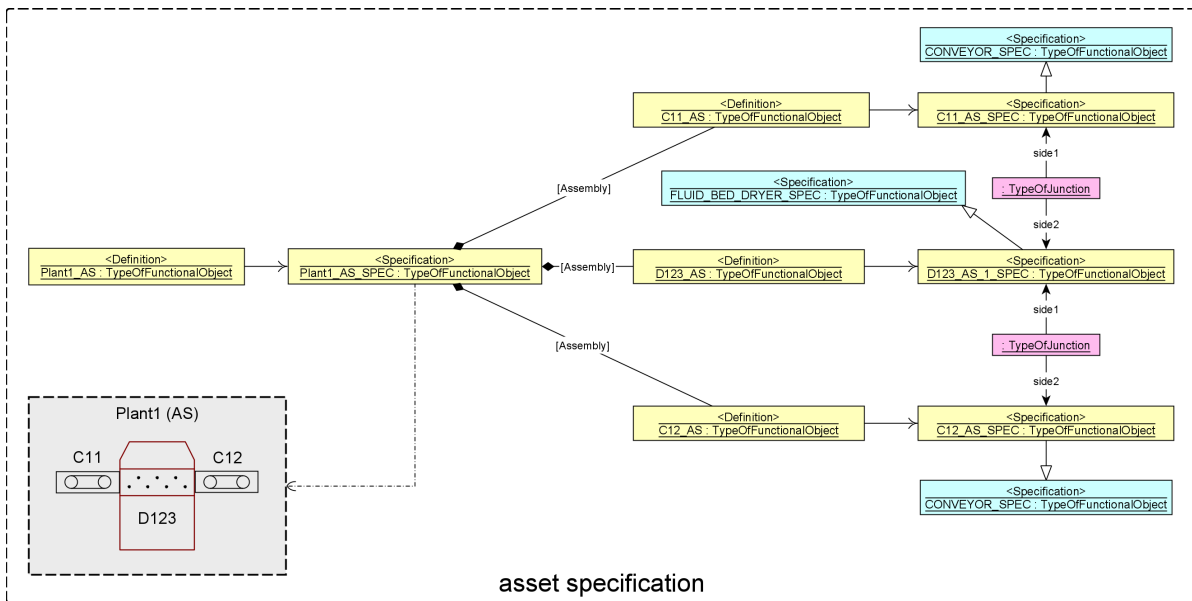 <Specification>
CONVEYOR_SPEC : TypeOfFunctionalObject
<Definition>
C11_AS : TypeOfFunctionalObject
<Specification>
C11_AS_SPEC : TypeOfFunctionalObject
side1
[Assembly]
<Specification>
FLUID_BED_DRYER_SPEC : TypeOfFunctionalObject
: TypeOfJunction
side2
<Definition>
Plant1_AS : TypeOfFunctionalObject
<Specification>
Plant1_AS_SPEC : TypeOfFunctionalObject
[Assembly]
<Definition>
D123_AS : TypeOfFunctionalObject
<Specification>
D123_AS_1_SPEC : TypeOfFunctionalObject
side1
[Assembly]
: TypeOfJunction
side2
<Definition>
C12_AS : TypeOfFunctionalObject
<Specification>
C12_AS_SPEC : TypeOfFunctionalObject
Plant1 (AS)
C11
C12
D123
<Specification>
CONVEYOR_SPEC : TypeOfFunctionalObject
asset specification